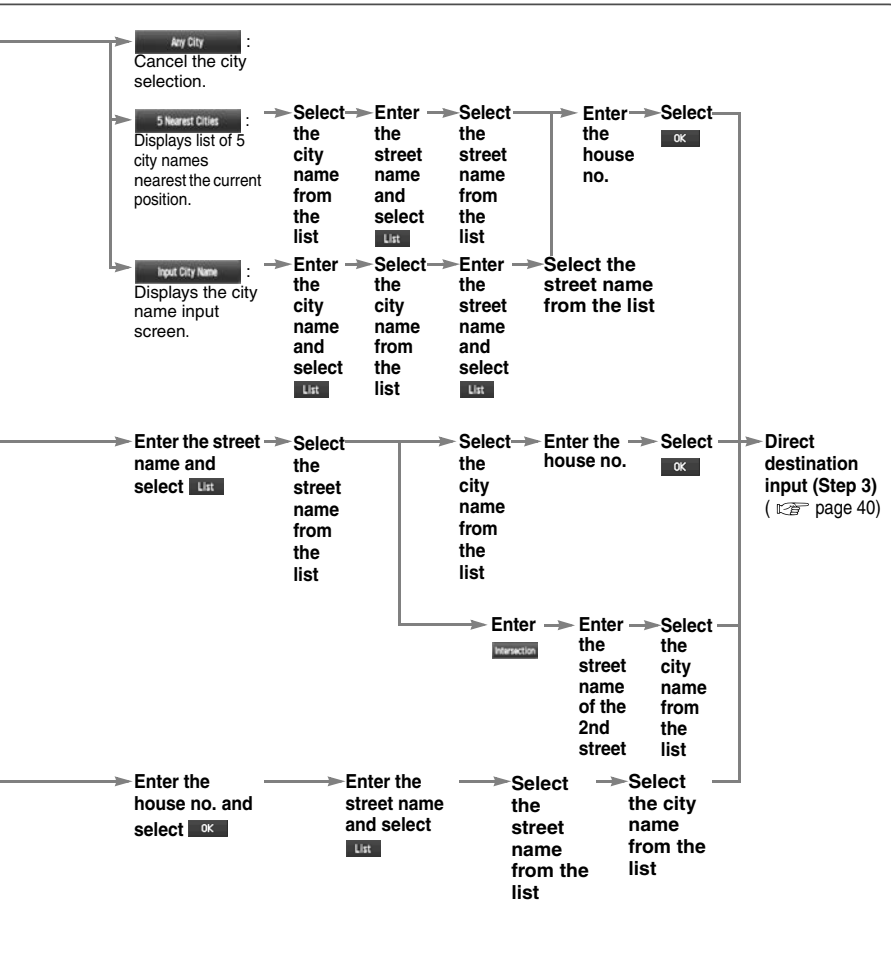 Any City :
Cancel the city
selection.
5 Nearest Cities :
Displays list of 5
city names
nearest the current
position.
Select
the
city
name
from
the
list
Enter
the
street
name
and
select
List
Select
the
street
name
from
the
list
Enter
the
house
no.
Select
OK
Input City Name :
Displays the city
name input
screen.
Enter
the
city
name
and
select
List
Select
the
city
name
from
the
list
Enter
the
street
name
and
select
List
Select the
street name
from the list
Enter the street
name and
select List
Select
the
street
name
from
the
list
Select
the
city
name
from
the
list
Enter the
house no.
Select
OK
Direct
destination
input (Step 3)
( page 40)
Enter
Intersection
Enter
the
street
name
of the
2nd
street
Select
the
city
name
from
the
list
Enter the
house no. and
select OK
Enter the
street name
and select
List
Select
the
street
name
from the
list
Select
the city
name
from the
list